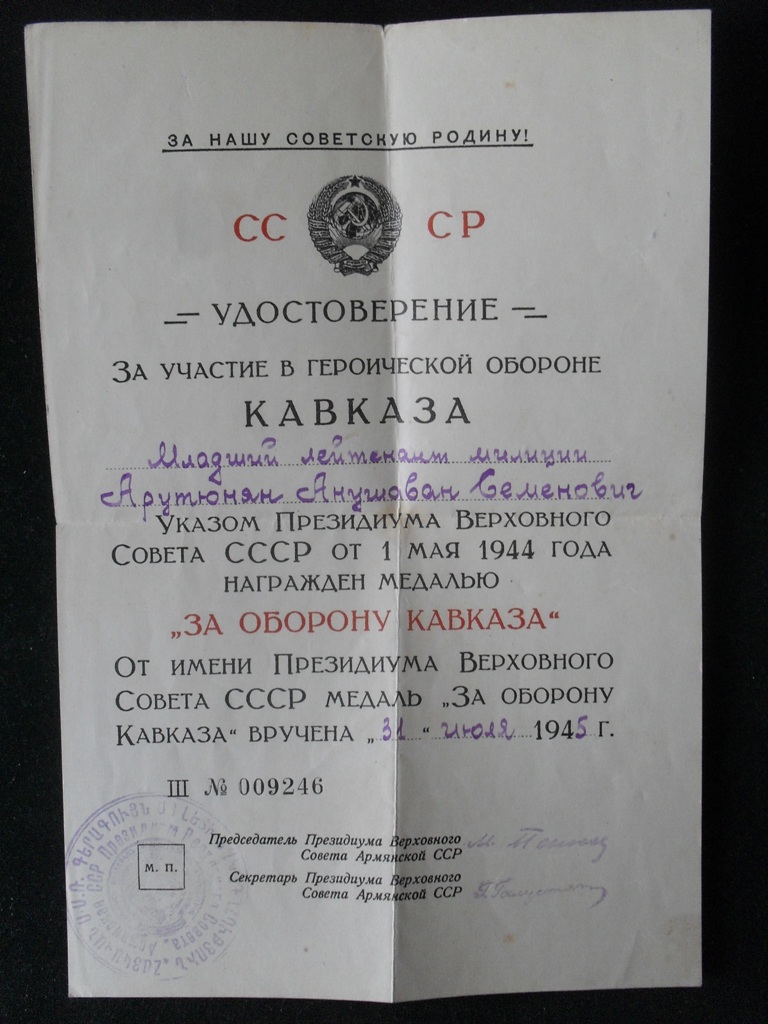 ЗА НАШУ СОВЕТСКУЮ РОДИНУ!
СС СР
УДОСТОВЕРЕНИЕ
ЗА УЧАСТИЕ В ГЕРОИЧЕСКОЙ ОБОРОНЕ
КАВКАЗА
Младший лейтенант милиции
Арутюнян Анушаван Семенович
УКАЗОМ ПРЕЗИДИУМА ВЕРХОВНОГО
СОВЕТА СССР ОТ 1 МАЯ 1944 ГОДА
НАГРАЖДЕН МЕДАЛЬЮ
„ЗА ОБОРОНУ КАВКАЗА“
ОТ ИМЕНИ ПРЕЗИДИУМА ВЕРХОВНОГО
СОВЕТА СССР МЕДАЛЬ „ЗА ОБОРОНУ
КАВКАЗА“ ВРУЧЕНА „31“ июля 1945 Г.
III № 009246
Председатель Президиума Верховного
Совета Армянской ССР
М. П.
Секретарь Президиума Верховного
Совета Армянской ССР